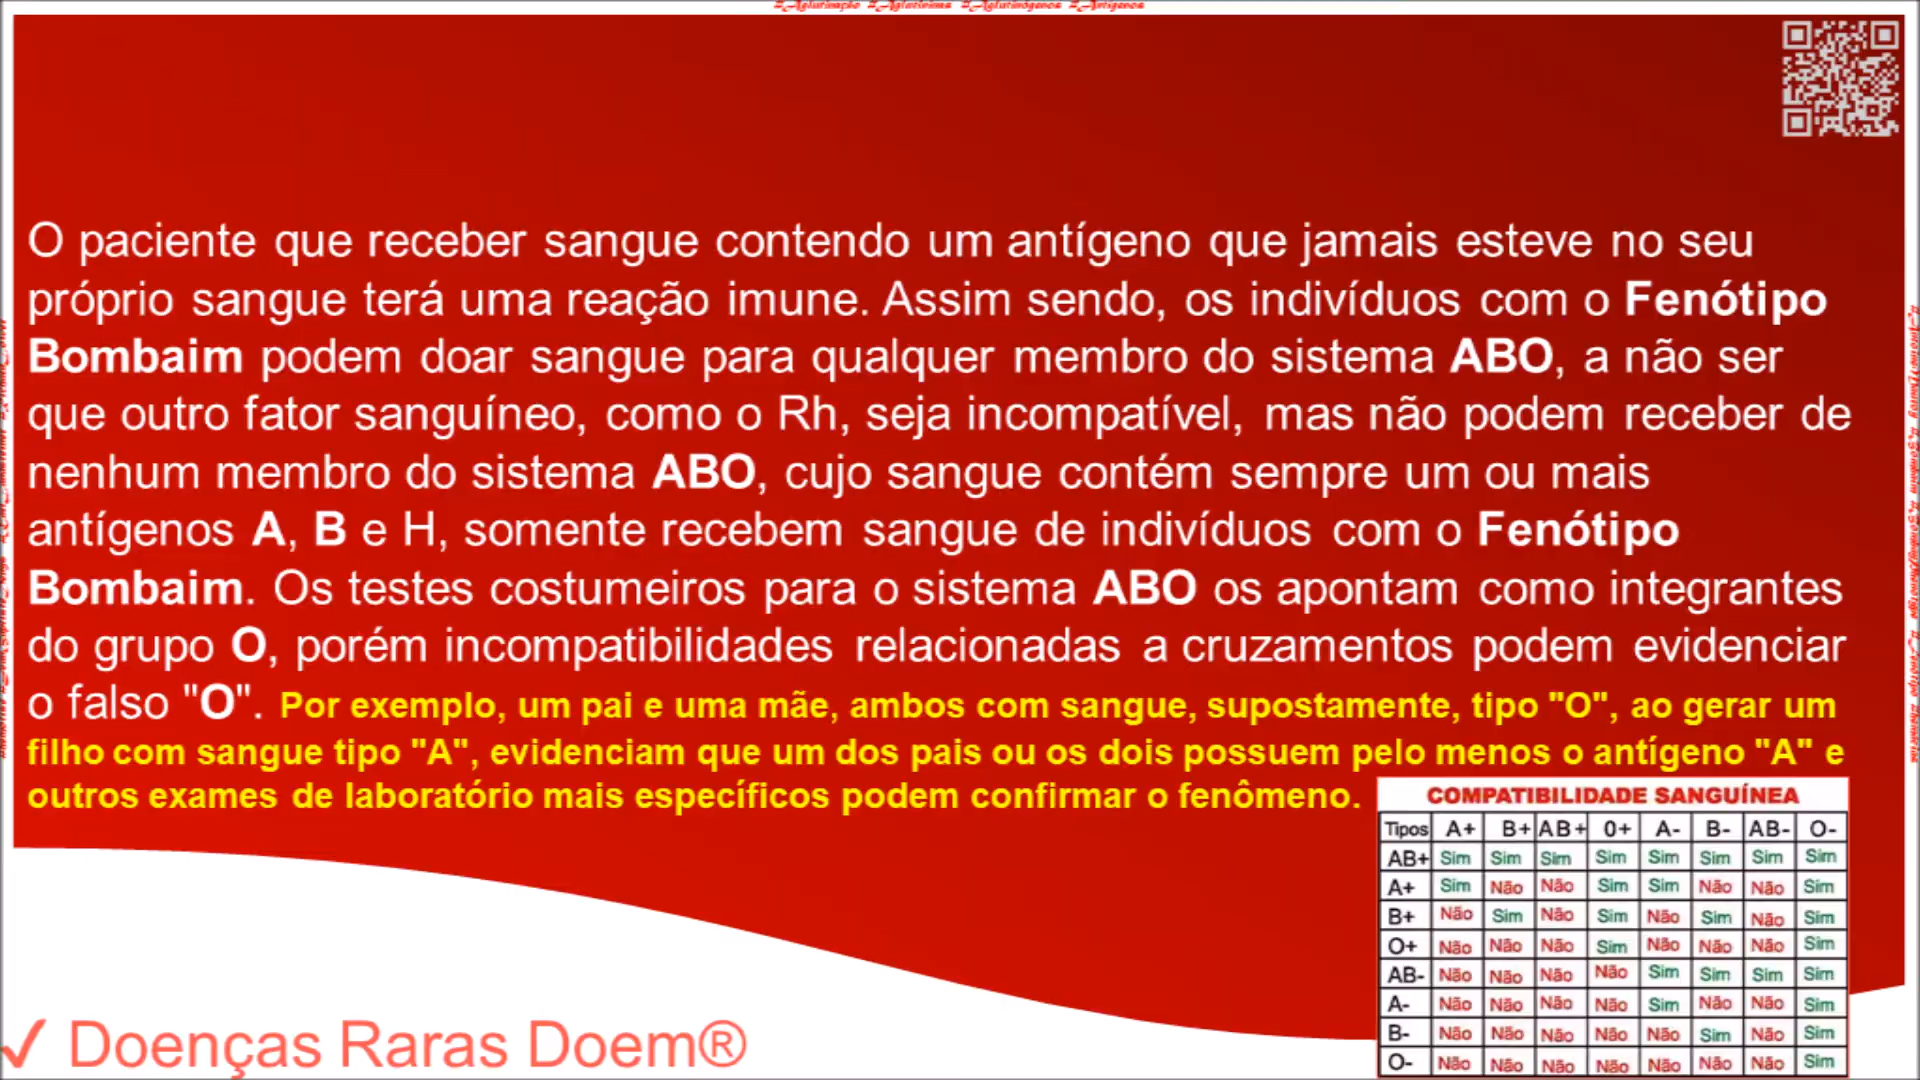 #Aglutinação #Aglutininas #Aglutinógenos #Antígenos
O paciente que receber sangue contendo um antígeno que jamais esteve no seu
próprio sangue terá uma reação imune. Assim sendo, os indivíduos com o Fenótipo
Bombaim podem doar sangue para qualquer membro do sistema ABO, a não ser
que outro fator sanguíneo, como o Rh, seja incompatível, mas não podem receber de
nenhum membro do sistema ABO, cujo sangue contém sempre um ou mais
antígenos A, B e H, somente recebem sangue de indivíduos com o Fenótipo
Bombaim. Os testes costumeiros para o sistema ABO os apontam como integrantes
do grupo O, porém incompatibilidades relacionadas a cruzamentos podem evidenciar
o falso "O". Por exemplo, um pai e uma mãe, ambos com sangue, supostamente, tipo "O", ao gerar um
filho com sangue tipo "A", evidenciam que um dos pais ou os dois possuem pelo menos o antígeno "A" e
outros exames de laboratório mais específicos podem confirmar o fenômeno.
COMPATIBILIDADE SANGUÍNEA
Tipos A+ B+ AB+ 0+ A- B- AB- O-
AB+ Sim Sim Sim Sim Sim Sim Sim Sim
A+ Sim Não Não Sim Sim Não Não Sim
B+ Não Sim Não Sim Não Sim Não Sim
O+ Não Não Não Sim Não Não Não Sim
AB- Não Não Não Não Sim Sim Sim Sim
A- Não Não Não Não Sim Não Não Sim
B- Não Não Não Não Não Sim Não Sim
O- Não Não Não Não Não Não Não Sim
✓ Doenças Raras Doem®